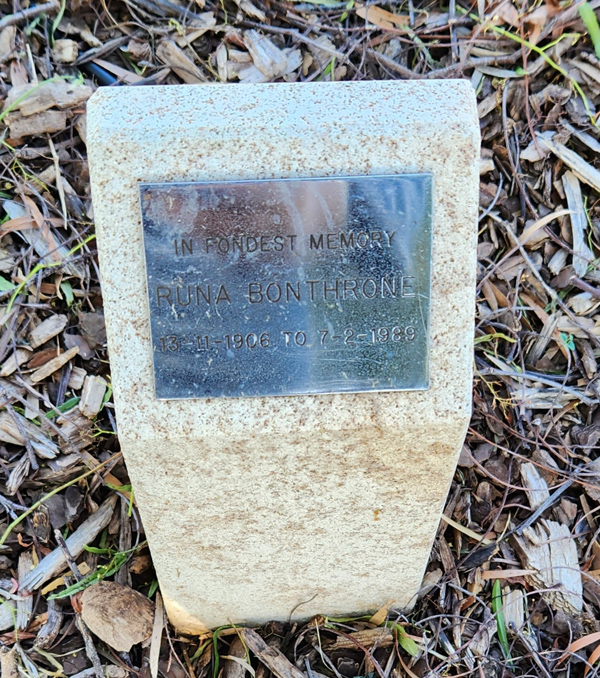 IN FONDEST MEMORY
RUNA BONTHRONE
13-11-1906 TO 7-2-1989